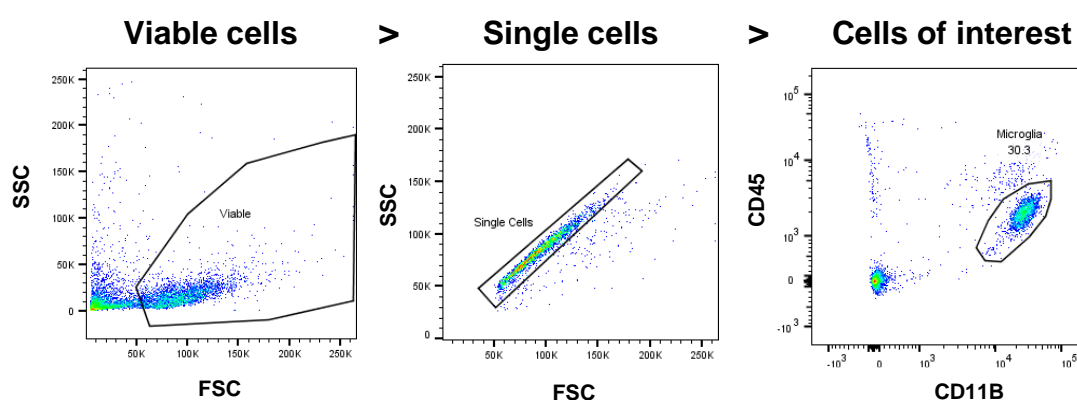 Viable cells > Single cells > Cells of interest
250K
200K
150K
100K
50K
0
SSC
Viable
50K 100K 150K 200K 250K
FSC
250K
200K
150K
100K
50K
0
SSC
Single Cells
50K 100K 150K 200K 250K
FSC
10^5
10^4
10^3
0
-10^3
CD45
Microglia
30.3
-10^3 0 10^3 10^4 10^5
CD11B